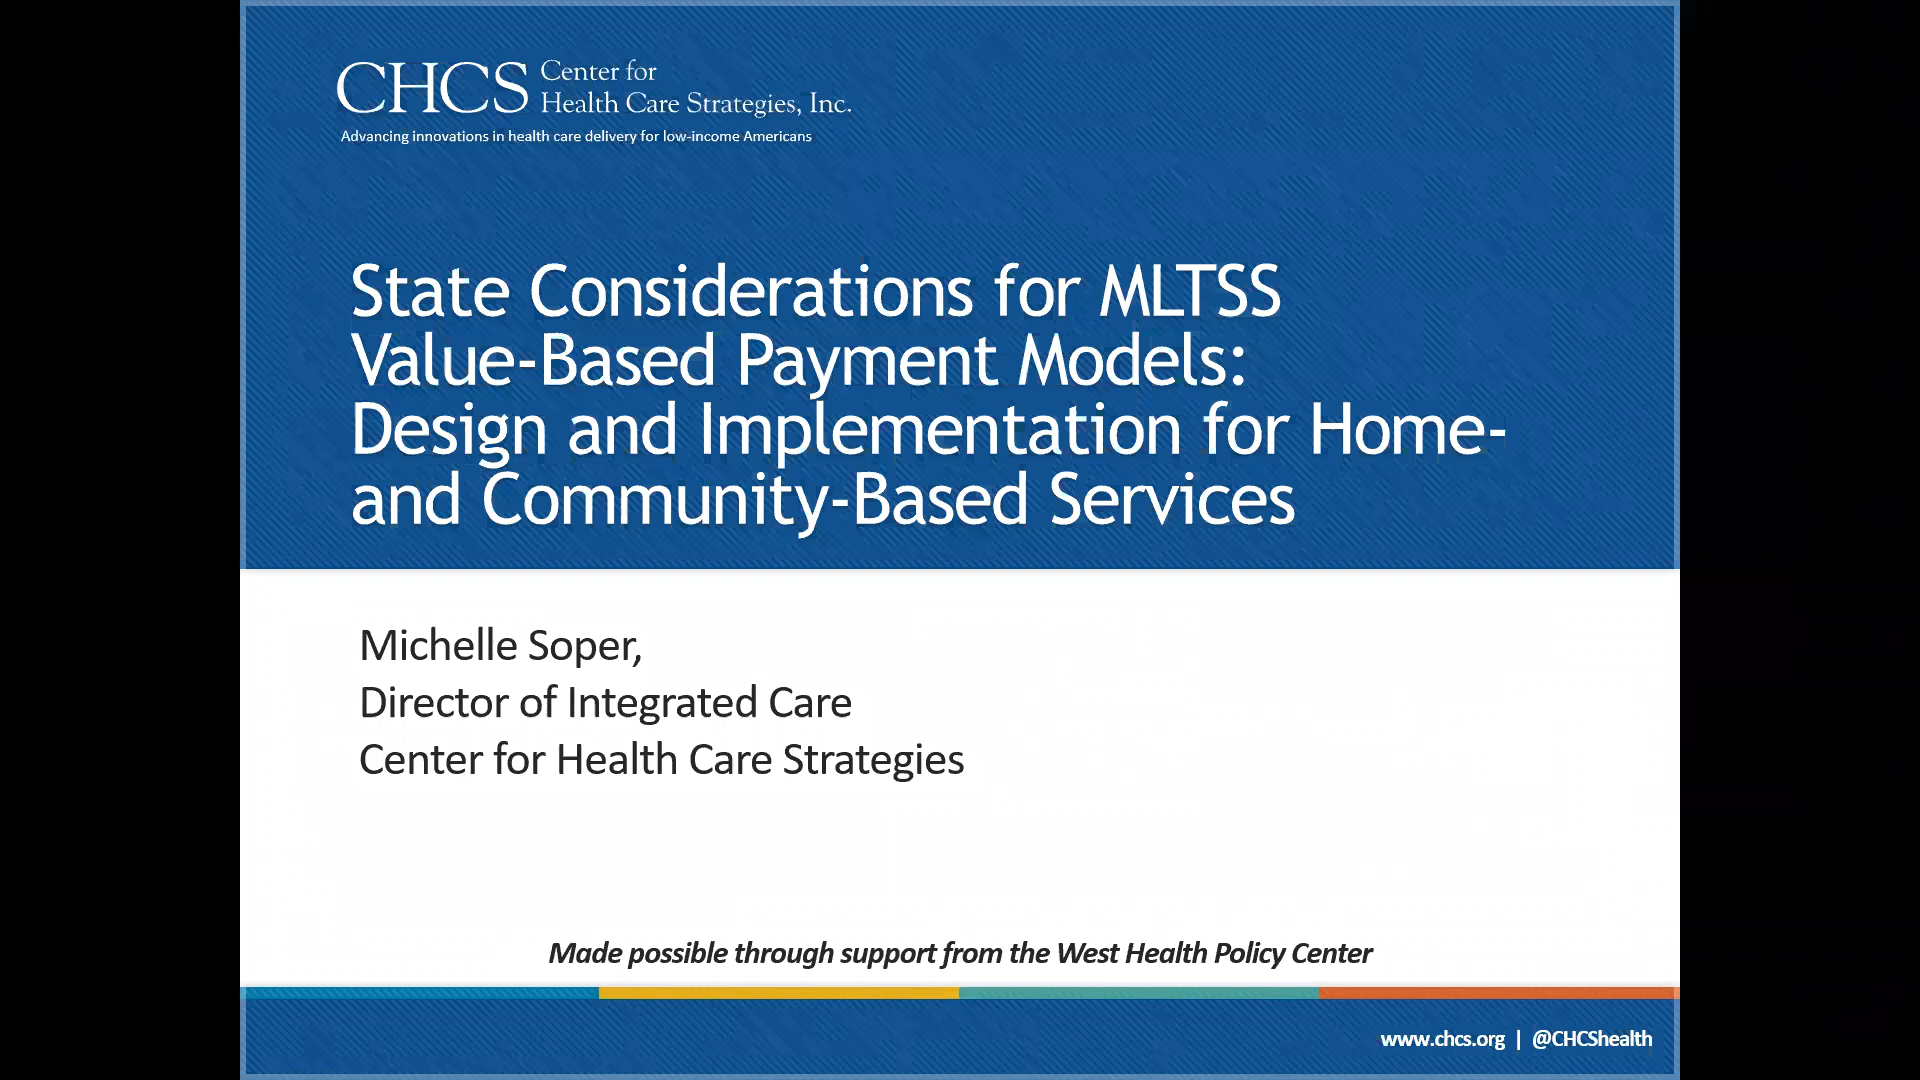 CHCS Center for
Health Care Strategies, Inc.
Advancing innovations in health care delivery for low-income Americans
State Considerations for MLTSS
Value-Based Payment Models:
Design and Implementation for Home-
and Community-Based Services
Michelle Soper,
Director of Integrated Care
Center for Health Care Strategies
Made possible through support from the West Health Policy Center
www.chcs.org | @CHCShealth